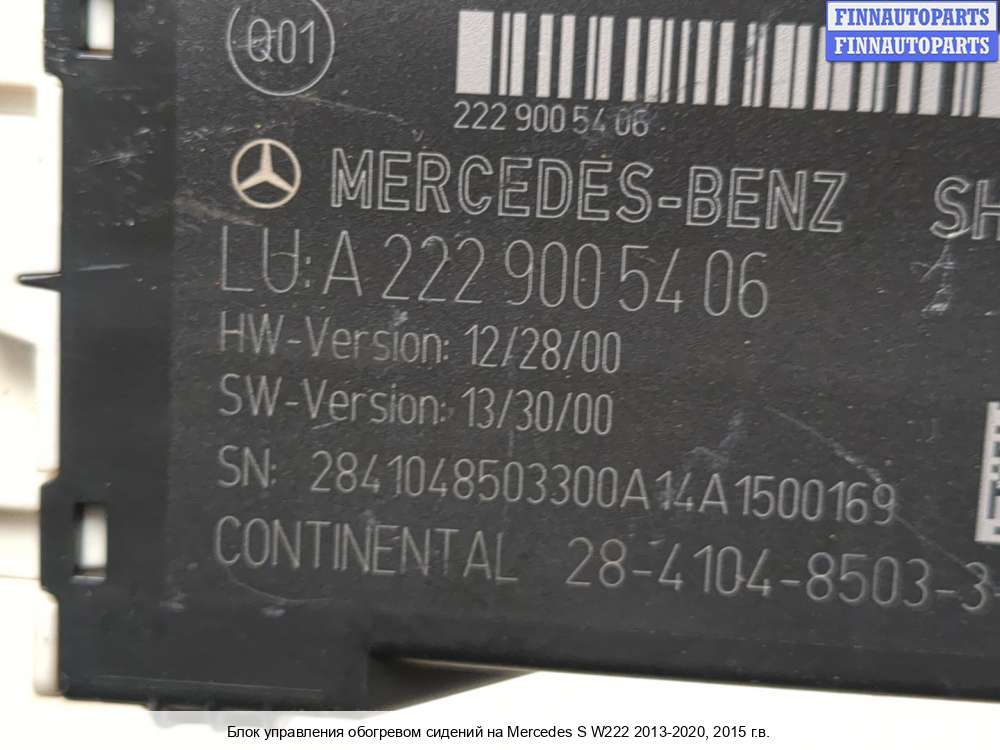 FINNAUTOPARTS
FINNAUTOPARTS
Q01
222 900 54 06
MERCEDES-BENZ SH
LU: A 222 900 54 06
HW-Version: 12/28/00
SW-Version: 13/30/00
SN: 2841048503300A14A1500169
CONTINENTAL 28-4104-8503-3
Блок управления обогревом сидений на Mercedes S W222 2013-2020, 2015 г.в.